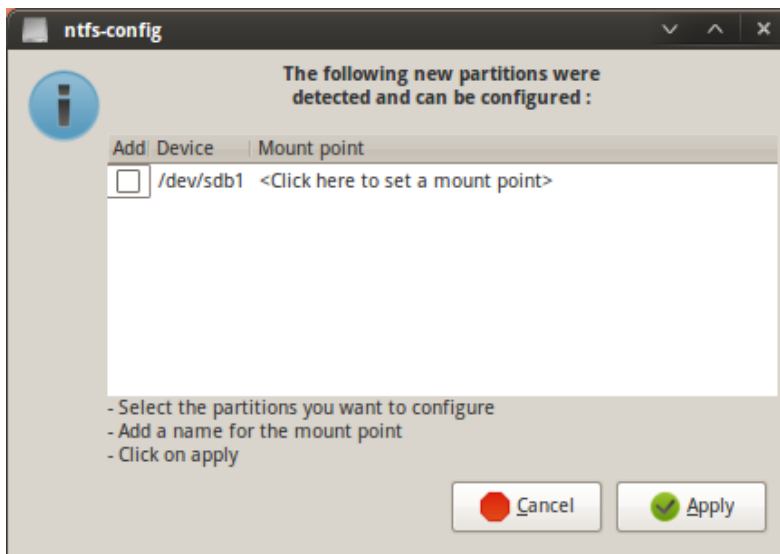 ntfs-config
The following new partitions were
detected and can be configured :
Add Device Mount point
/dev/sdb1 <Click here to set a mount point>
- Select the partitions you want to configure
- Add a name for the mount point
- Click on apply
Cancel Apply